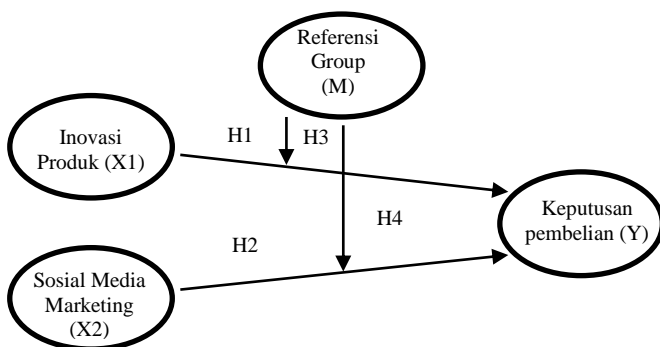 Referensi
Group
(M)
H1
H3
Inovasi
Produk (X1)
Keputusan
pembelian (Y)
H4
H2
Sosial Media
Marketing
(X2)